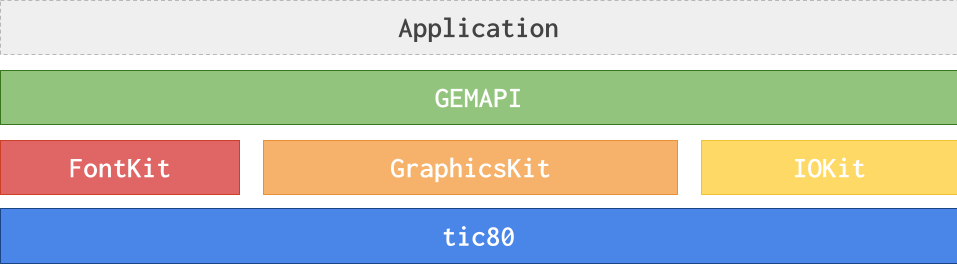 Application
GEMAPI
FontKit
GraphicsKit
IOKit
tic80